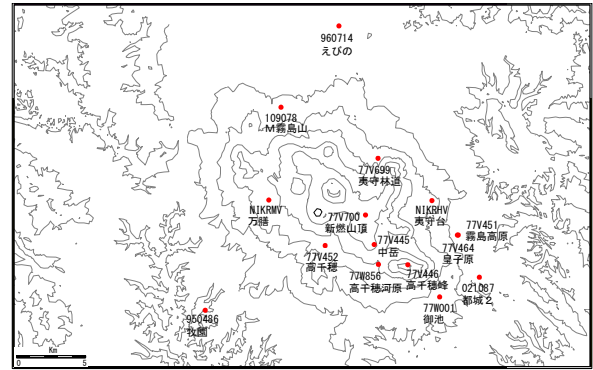 960714
えびの
109078
M霧島山
77V699
夷守林道
NIKRMV
万膳
77V700
新燃山頂
NIKRHV
夷守台
77V451
霧島高原
77V445
中岳
77V464
皇子原
77V452
高千穂
77W856
高千穂河原
77V446
高千穂峰
021087
都城2
77W001
御池
950486
牧園
Km
0 5